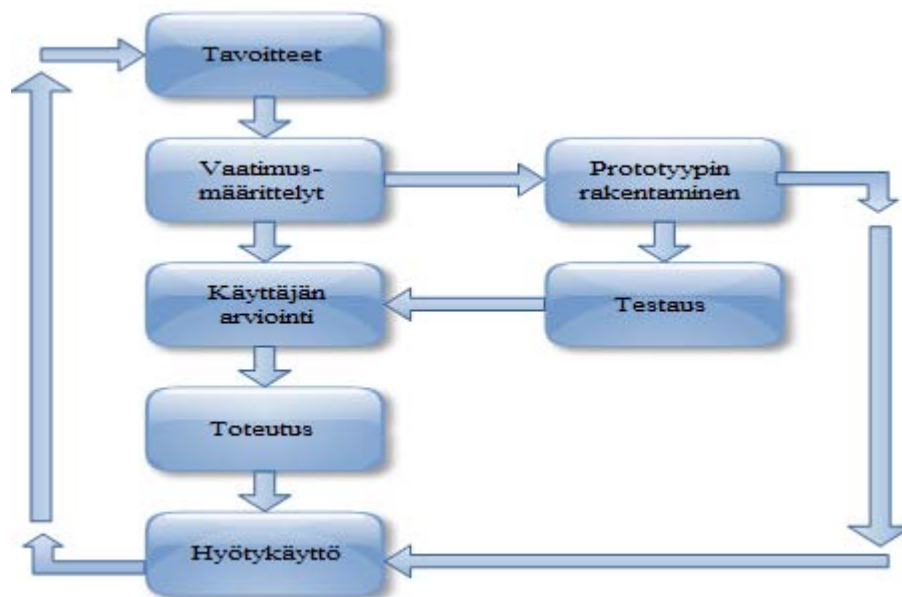 Tavoitteet
Vaatimus-
määrittelyt
Prototyypin
rakentaminen
Käyttäjän
arviointi
Testaus
Toteutus
Hyötykäyttö